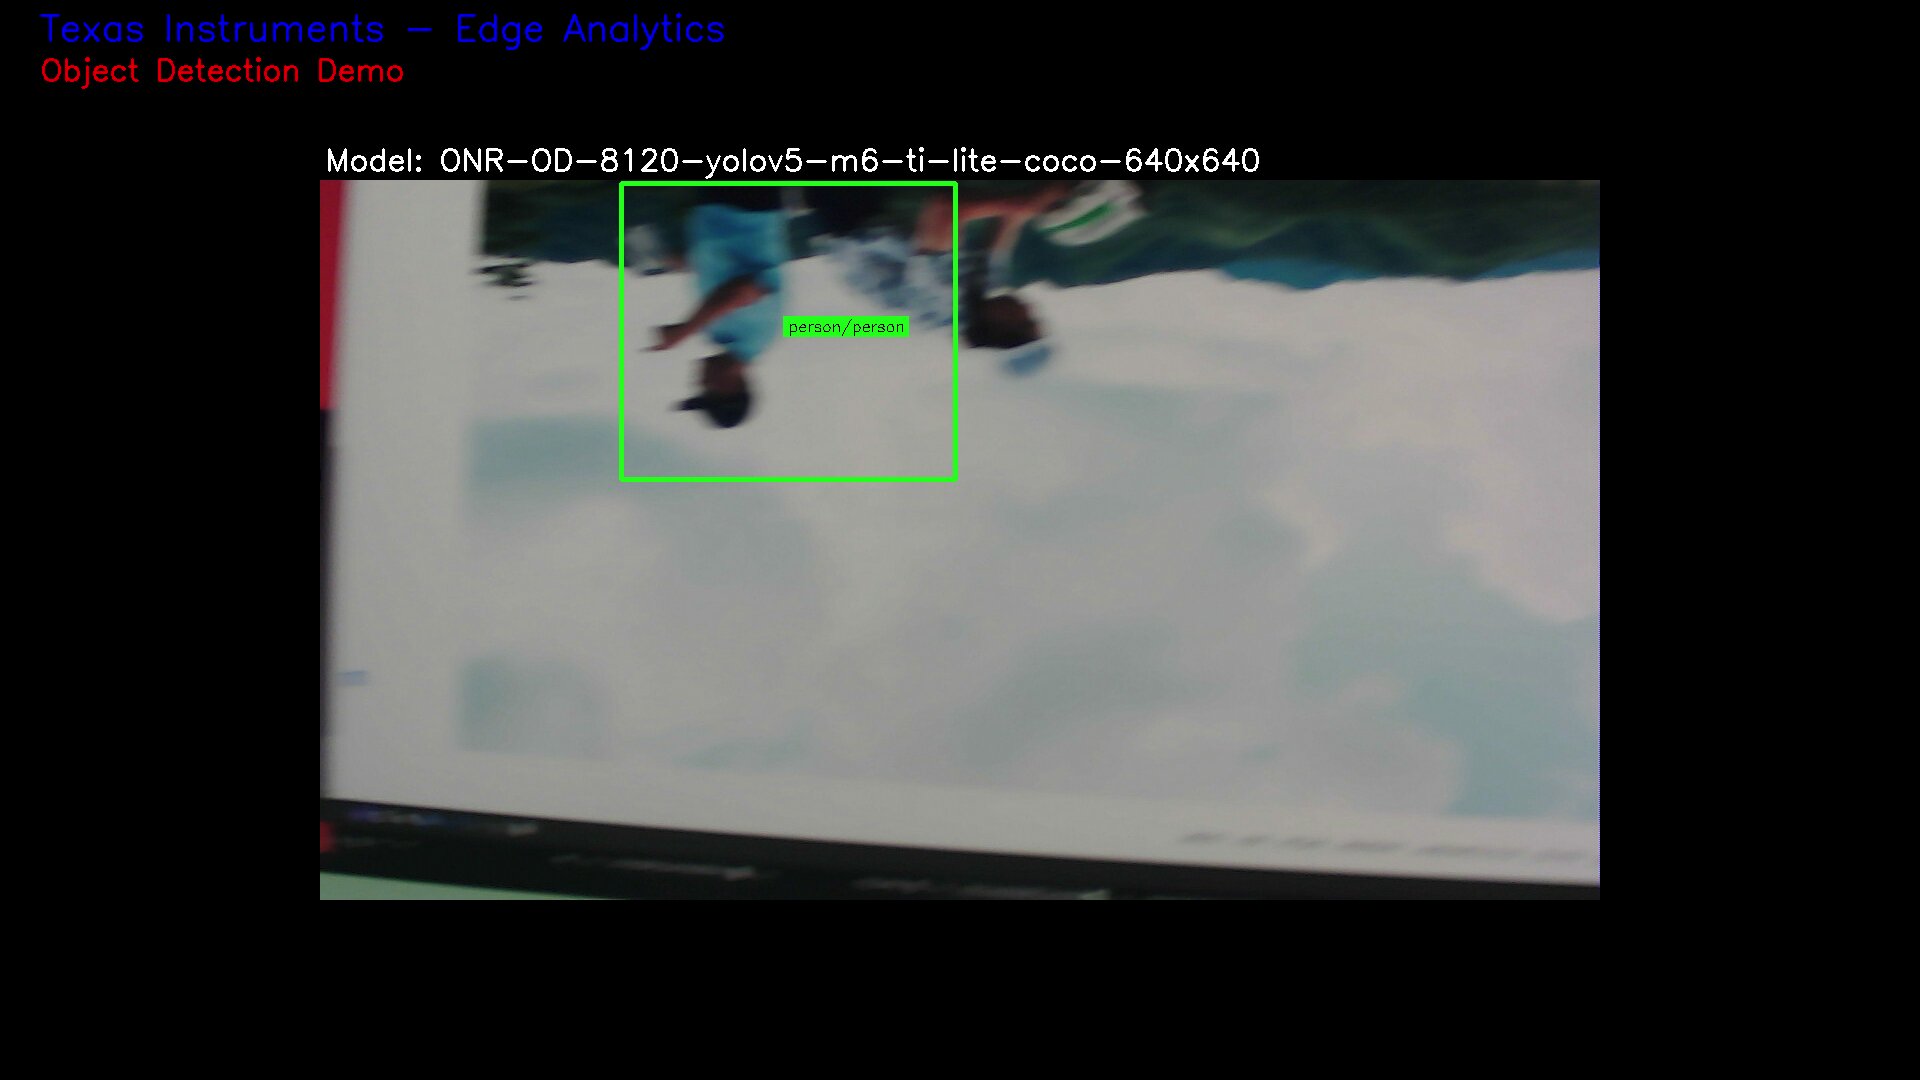 Texas Instruments - Edge Analytics
Object Detection Demo
Model: ONR-OD-8120-yolov5-m6-ti-lite-coco-640x640
person/person